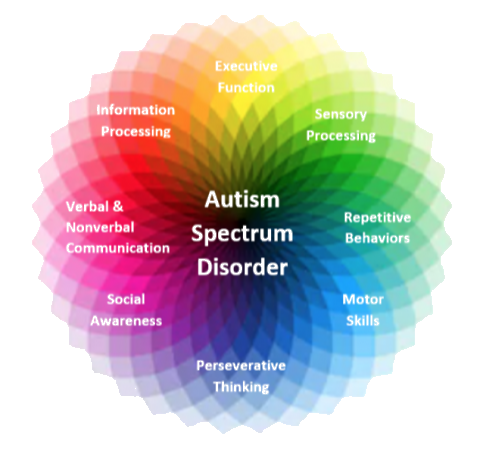 Executive
Function
Sensory
Processing
Repetitive
Behaviors
Motor
Skills
Perseverative
Thinking
Social
Awareness
Verbal &
Nonverbal
Communication
Information
Processing
Autism
Spectrum
Disorder